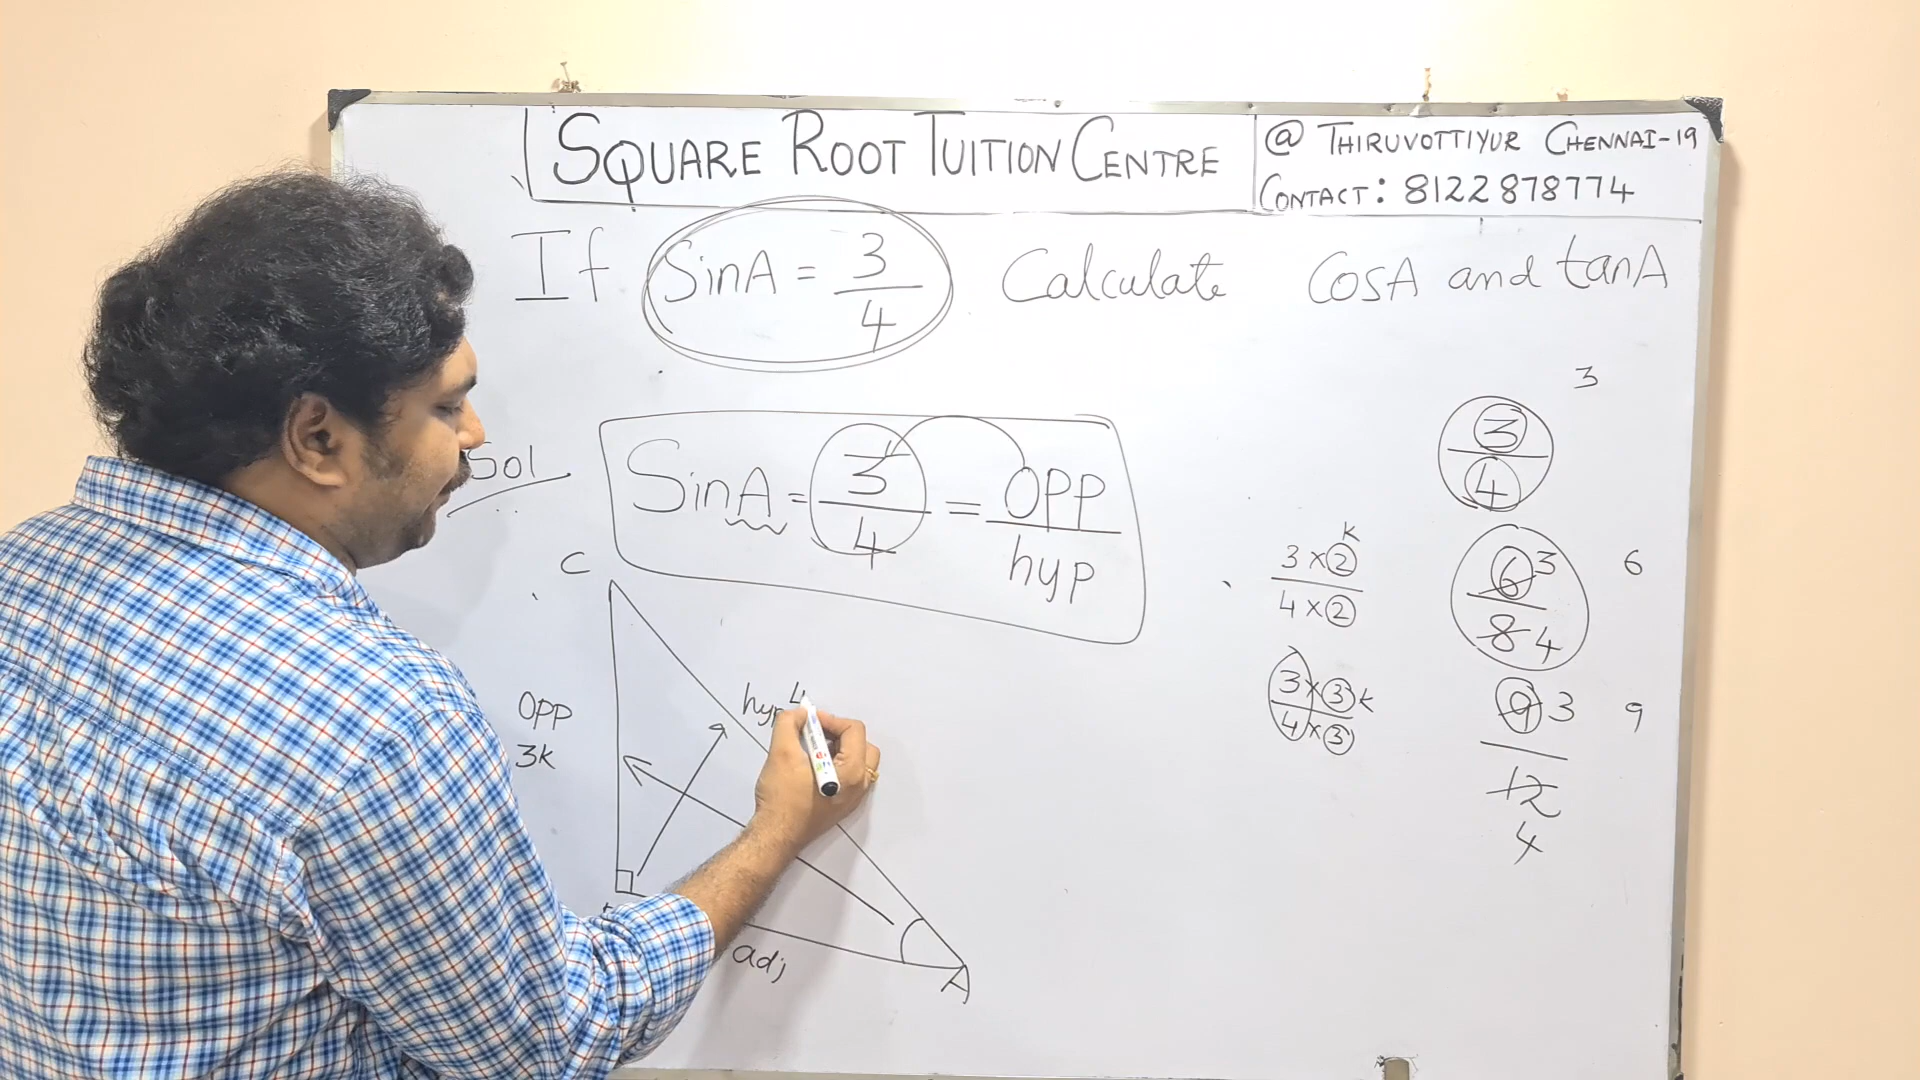 SQUARE ROOT TUITION CENTRE
@ THIRUVOTTIYUR CHENNAI-19
CONTACT: 8122878774
If SinA = 3/4 Calculate CosA and tanA
Sol
SinA = 3/4 = opp/hyp
C
opp
3k
hyp 4
adj
A
k
3×2
4×2
3×3 k
4×3
3
3
4
6 3
8 4
6
9 3
12
4
9